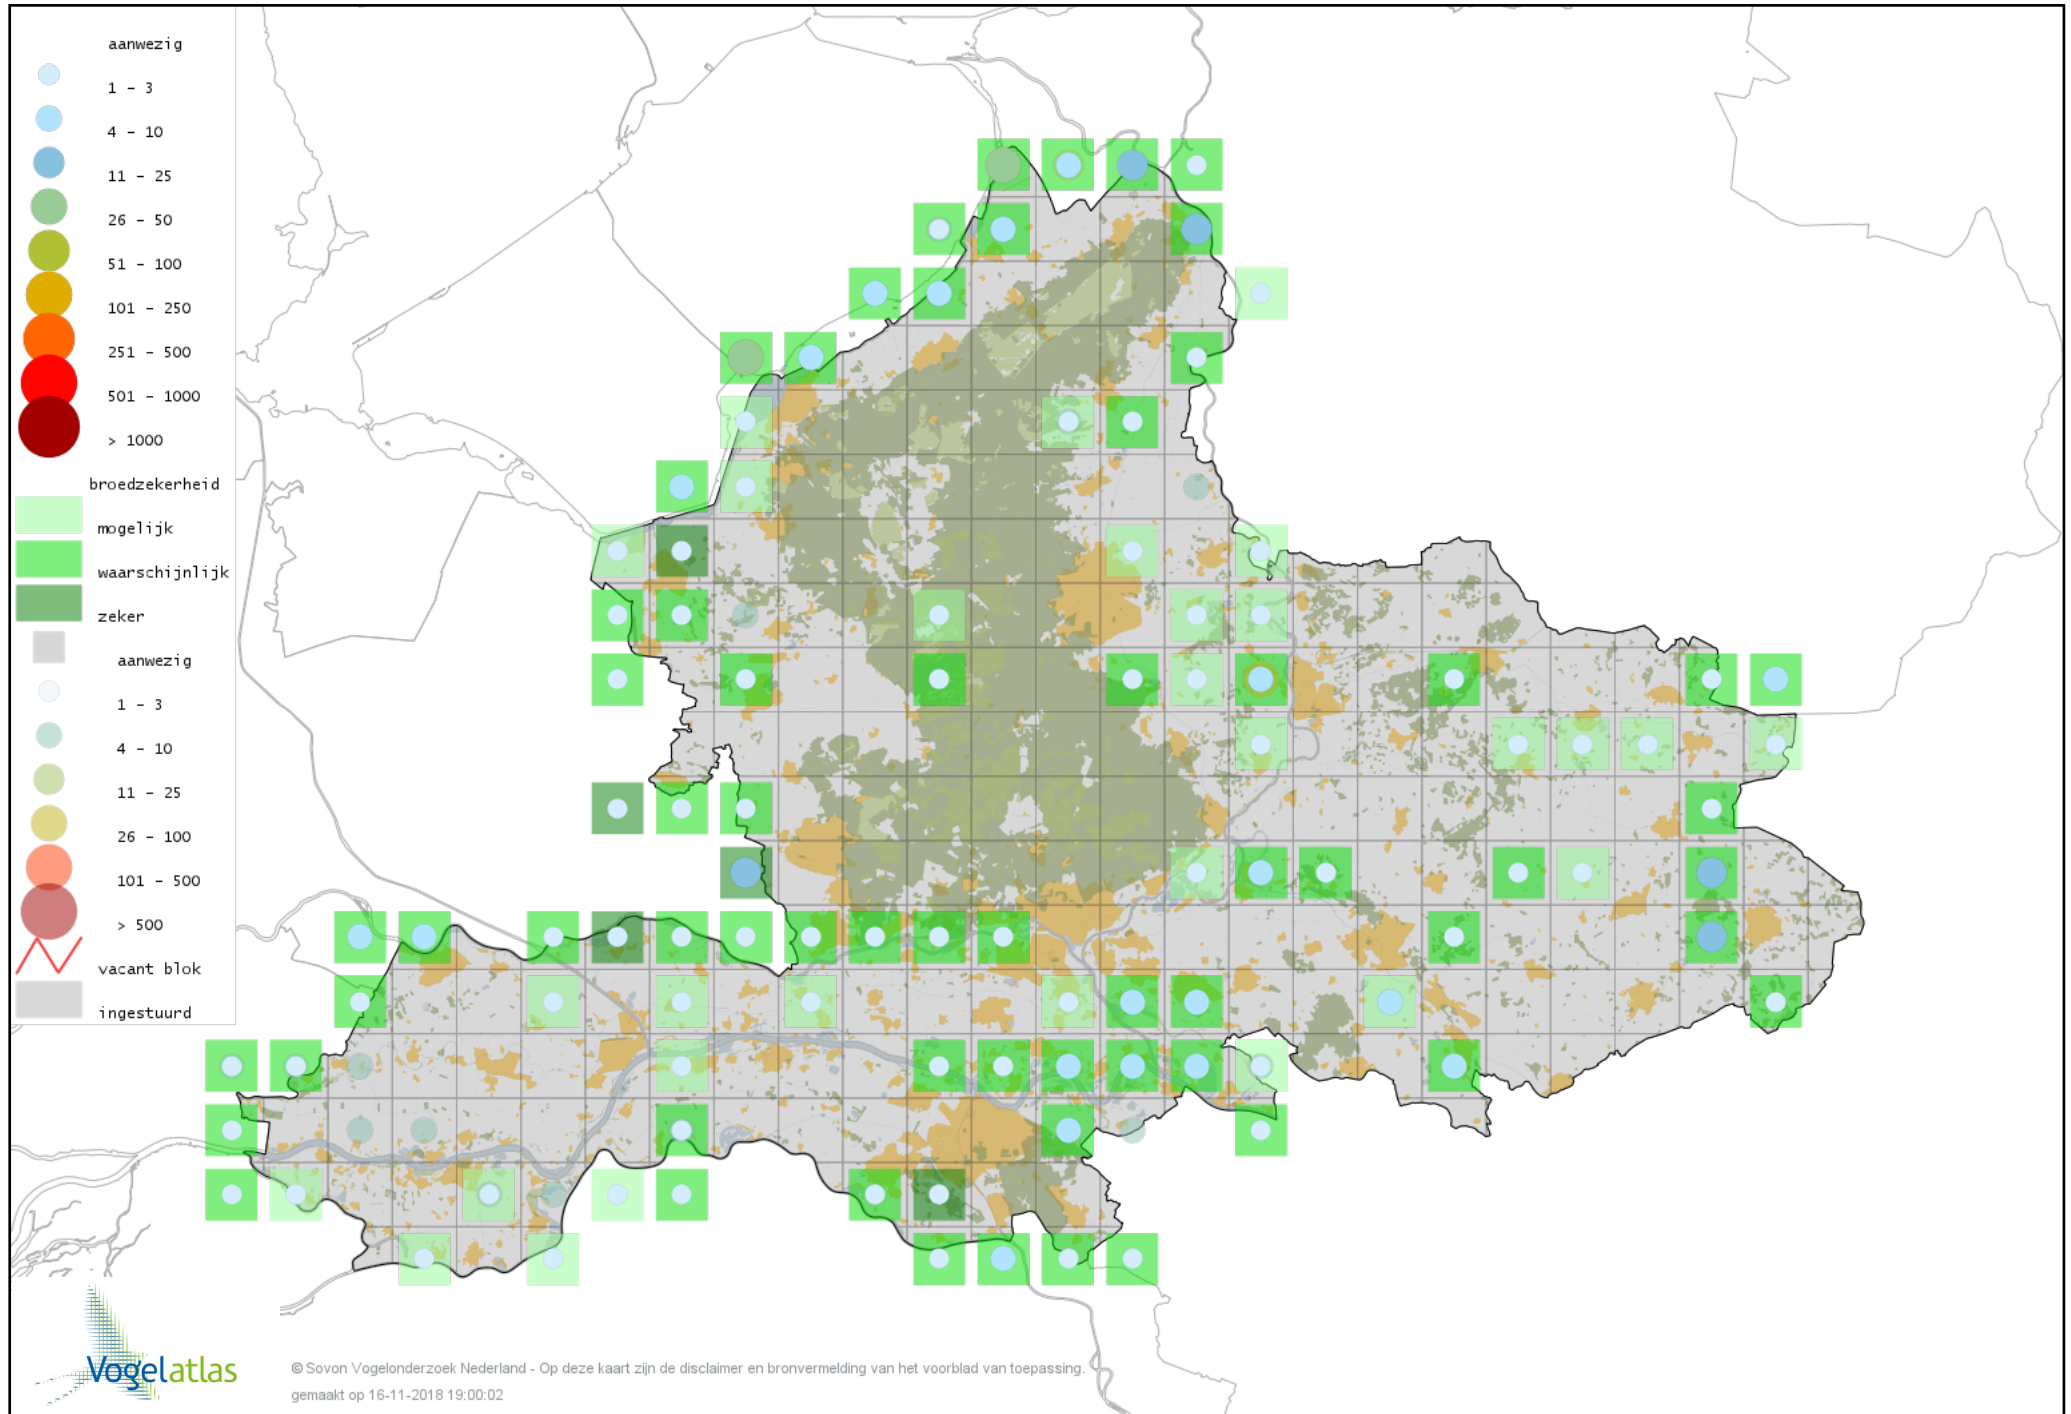 aanwezig
1 - 3
4 - 10
11 - 25
26 - 50
51 - 100
101 - 250
251 - 500
501 - 1000
> 1000
broedzekerheid
mogelijk
waarschijnlijk
zeker
aanwezig
1 - 3
4 - 10
11 - 25
26 - 100
101 - 500
> 500
vacant blok
ingestuurd
Vogelatlas
© Sovon Vogelonderzoek Nederland - Op deze kaart zijn de disclaimer en bronvermelding van het voorblad van toepassing.
gemaakt op 16-11-2018 19:00:02